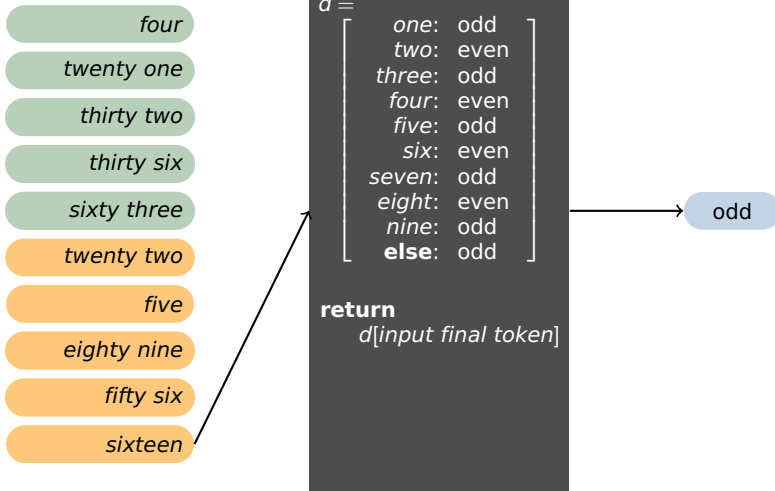 four
twenty one
thirty two
thirty six
sixty three
twenty two
five
eighty nine
fifty six
sixteen
d =
one: odd
two: even
three: odd
four: even
five: odd
six: even
seven: odd
eight: even
nine: odd
else: odd
return
d[input final token]
odd